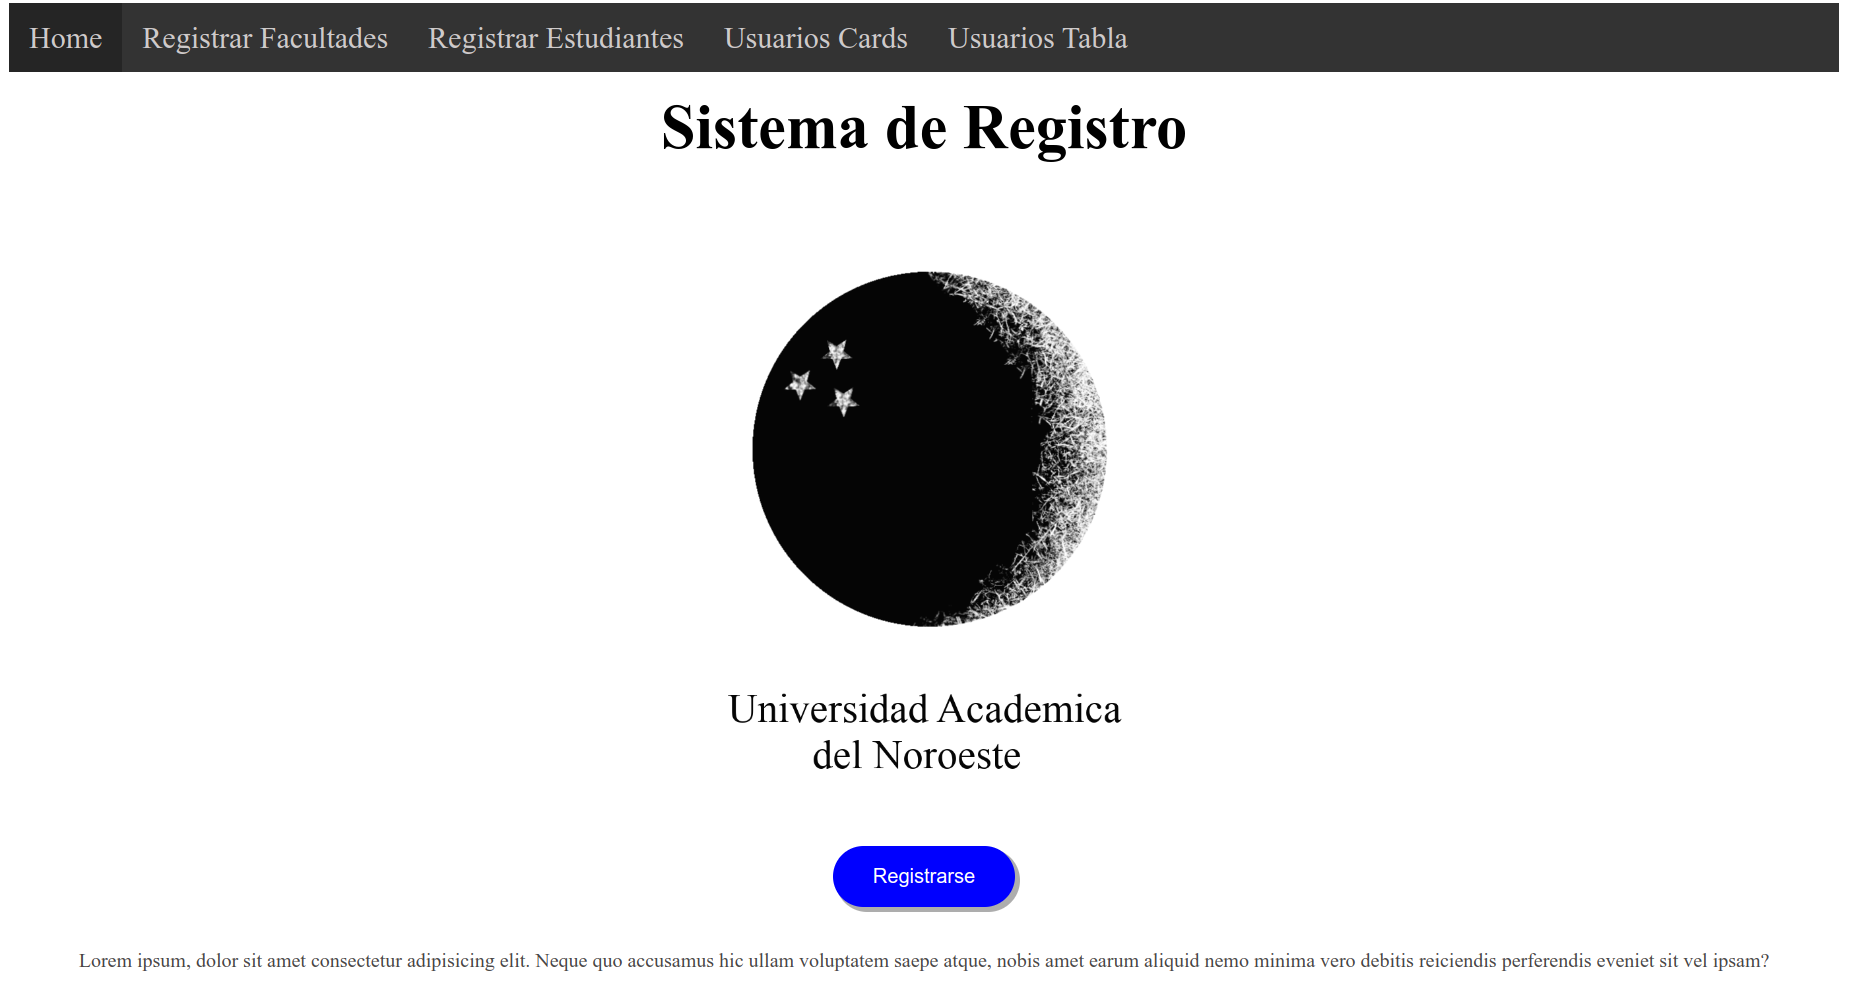 Home Registrar Facultades Registrar Estudiantes Usuarios Cards Usuarios Tabla
Sistema de Registro
Universidad Academica
del Noroeste
Registrarse
Lorem ipsum, dolor sit amet consectetur adipisicing elit. Neque quo accusamus hic ullam voluptatem saepe atque, nobis amet earum aliquid nemo minima vero debitis reiciendis perferendis eveniet sit vel ipsam?